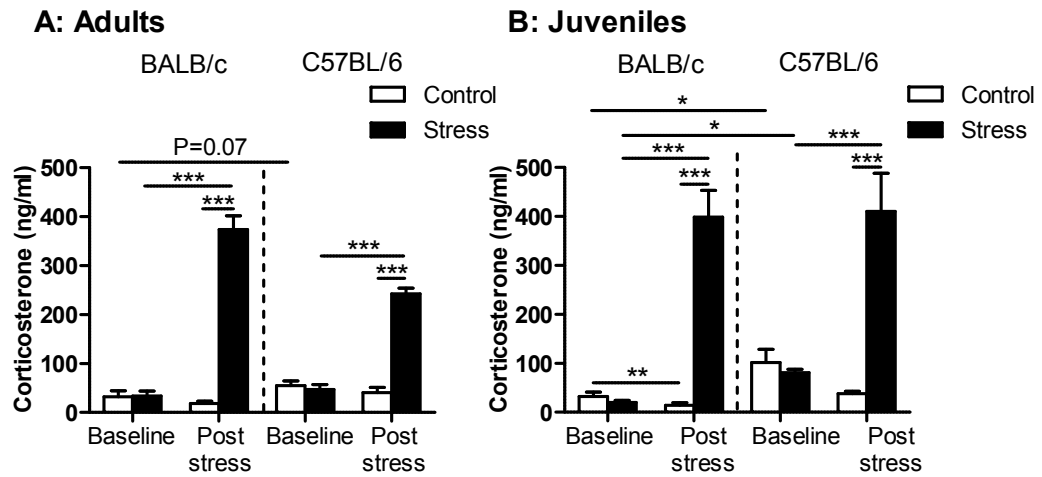 A: Adults
BALB/c
C57BL/6
Control
Stress
P=0.07
***
***
***
***
Corticosterone (ng/ml)
500
400
300
200
100
0
Baseline
Post
stress
Baseline
Post
stress
B: Juveniles
BALB/c
C57BL/6
Control
Stress
*
*
***
***
***
***
**
Corticosterone (ng/ml)
500
400
300
200
100
0
Baseline
Post
stress
Baseline
Post
stress